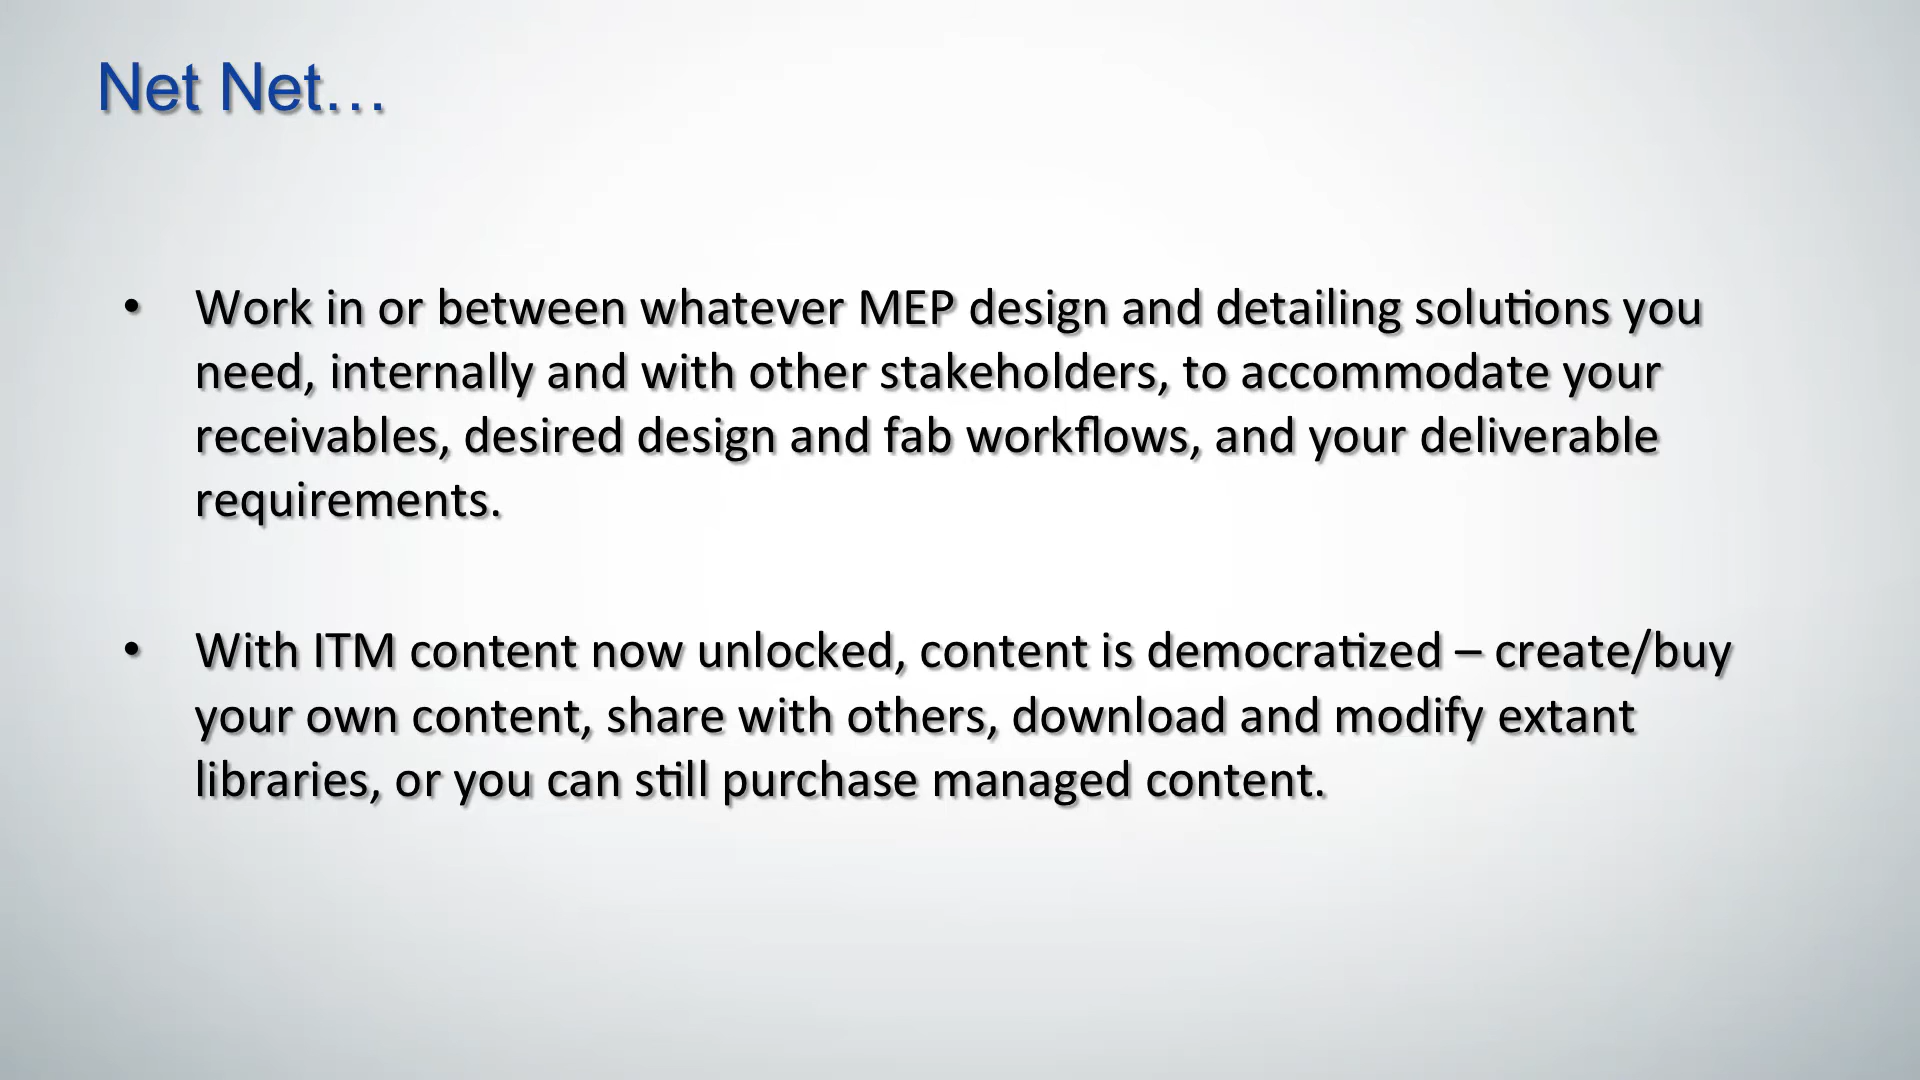 Net Net…
• Work in or between whatever MEP design and detailing solutions you
need, internally and with other stakeholders, to accommodate your
receivables, desired design and fab workflows, and your deliverable
requirements.
• With ITM content now unlocked, content is democratized – create/buy
your own content, share with others, download and modify extant
libraries, or you can still purchase managed content.